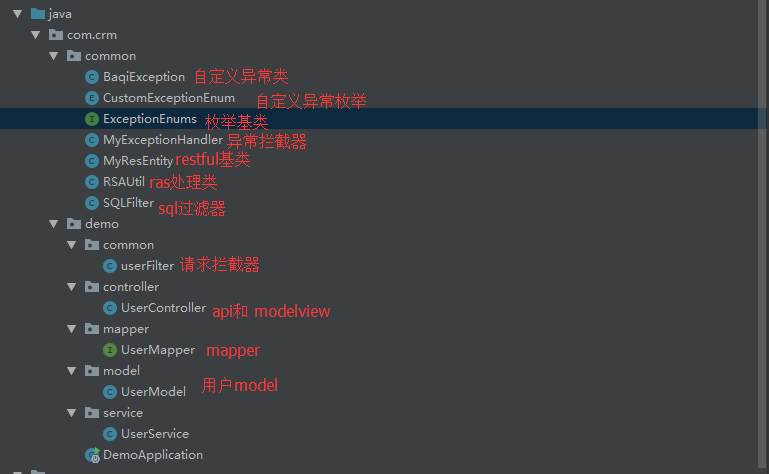 java
com.crm
common
BaqiException 自定义异常类
CustomExceptionEnum 自定义异常枚举
ExceptionEnums 枚举基类
MyExceptionHandler 异常拦截器
MyResEntity restful基类
RSAUtil ras处理类
SQLFilter sql过滤器
demo
common
userFilter 请求拦截器
controller
UserController api和 modelview
mapper
UserMapper mapper
model
UserModel 用户model
service
UserService
DemoApplication